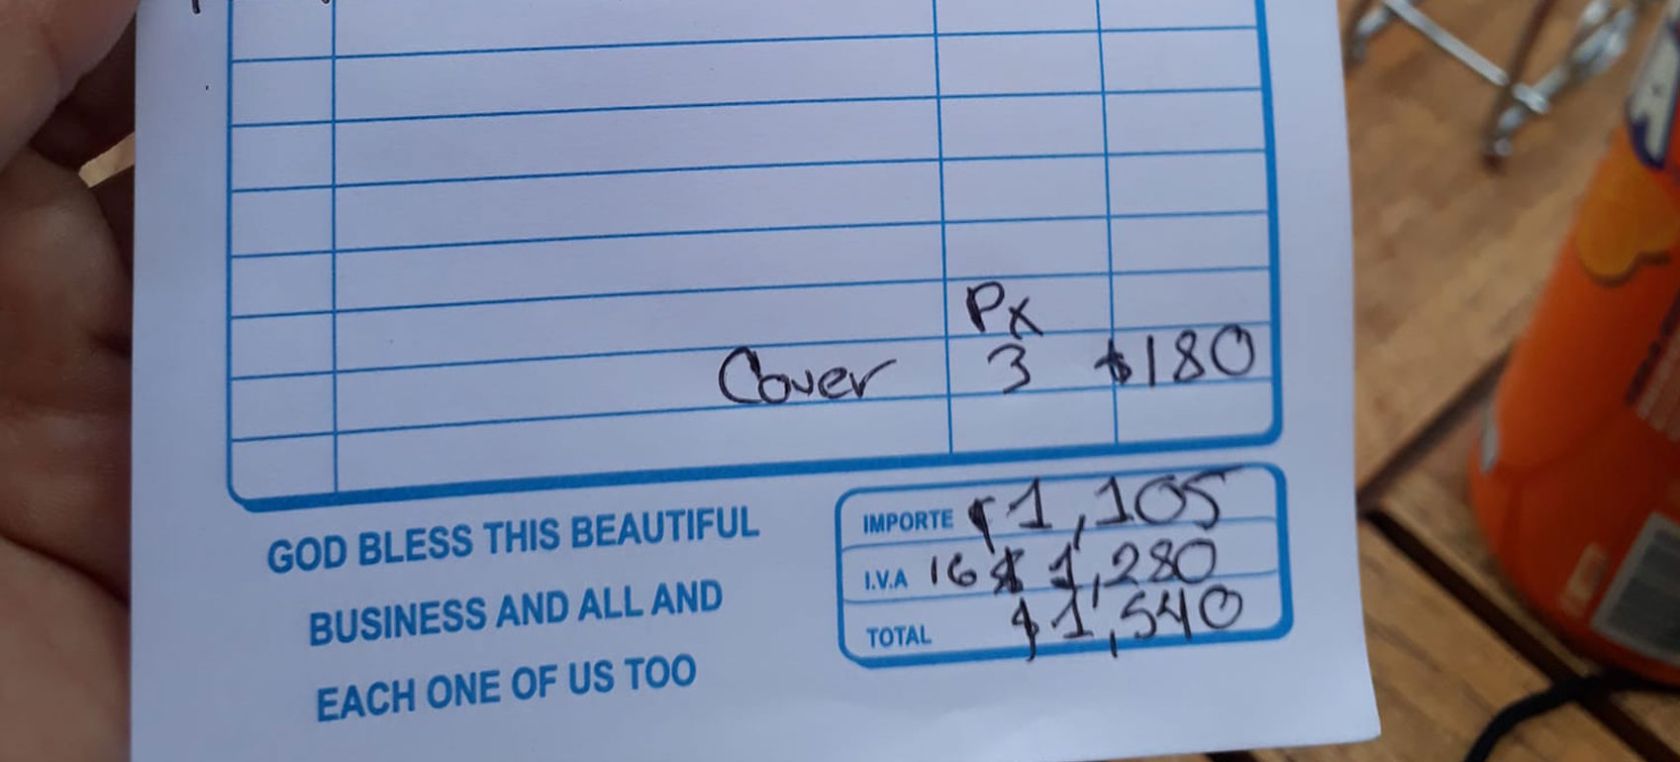 Px
Cover 3 $180
IMPORTE $1,105
I.V.A 16% 1,280
TOTAL $1,540
GOD BLESS THIS BEAUTIFUL
BUSINESS AND ALL AND
EACH ONE OF US TOO